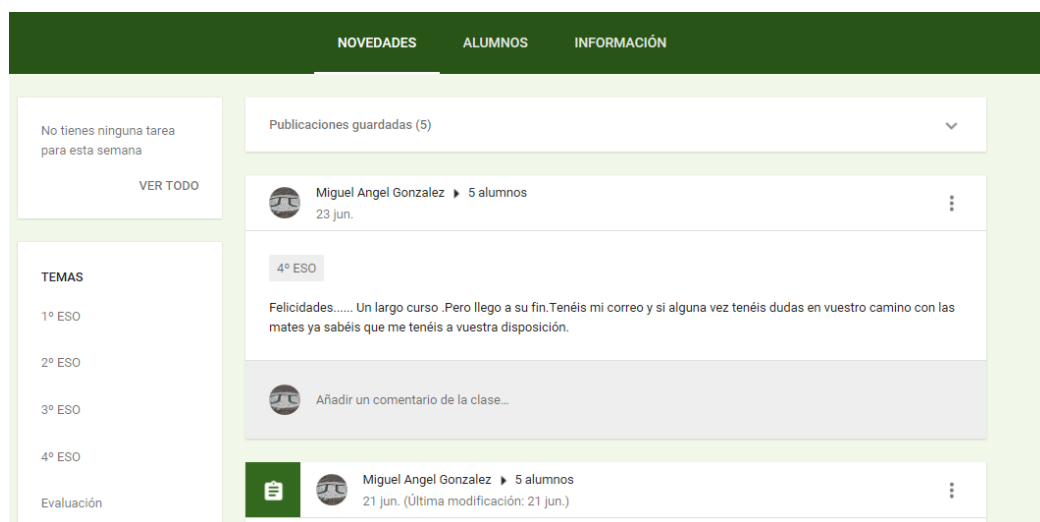 NOVEDADES ALUMNOS INFORMACIÓN
No tienes ninguna tarea
para esta semana
VER TODO
TEMAS
1º ESO
2º ESO
3º ESO
4º ESO
Evaluación
Publicaciones guardadas (5)
Miguel Angel Gonzalez 5 alumnos
23 jun.
4º ESO
Felicidades...... Un largo curso .Pero llego a su fin.Tenéis mi correo y si alguna vez tenéis dudas en vuestro camino con las
mates ya sabéis que me tenéis a vuestra disposición.
Añadir un comentario de la clase...
Miguel Angel Gonzalez 5 alumnos
21 jun. (Última modificación: 21 jun.)